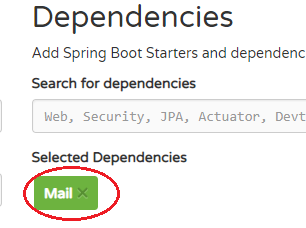 Dependencies
Add Spring Boot Starters and dependenc
Search for dependencies
Web, Security, JPA, Actuator, Devt
Selected Dependencies
Mail ×